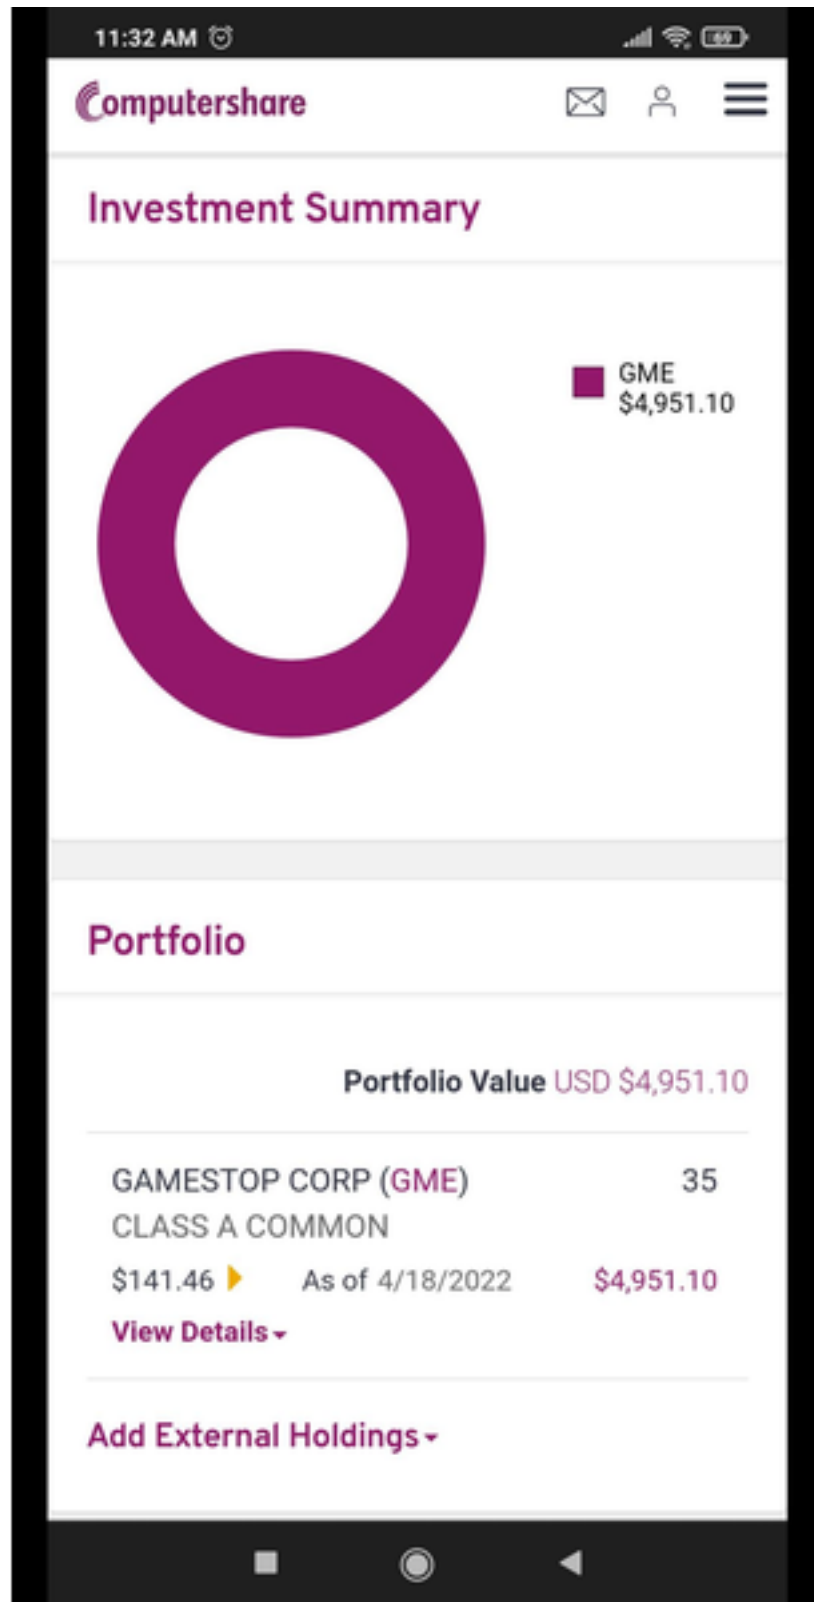 11:32 AM
69
Computershare
Investment Summary
GME
$4,951.10
Portfolio
Portfolio Value USD $4,951.10
GAMESTOP CORP (GME) 35
CLASS A COMMON
$141.46 As of 4/18/2022 $4,951.10
View Details
Add External Holdings